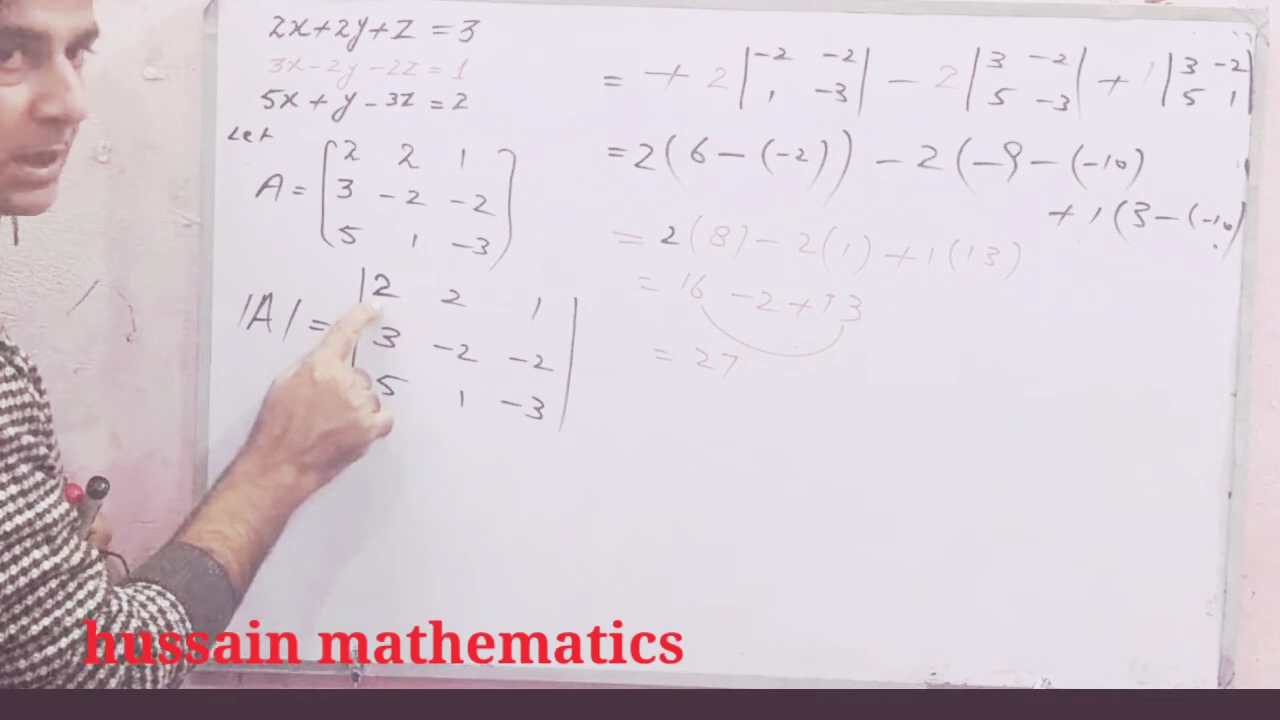 2x+2y+z = 3
3x-2y-2z = 1
5x+y-3z = 2
Let
A = [2 2 1
3 -2 -2
5 1 -3]
|A| = |2 2 1
3 -2 -2
5 1 -3|
= +2 |-2 -2 1 -3| - 2 |3 -2 5 -3| + 1 |3 -2 5 1|
= 2(6-(-2)) - 2(-9-(-10)
+ 1(3-(-10)
= 2(8) - 2(1) + 1(13)
= 16 - 2 + 13
= 27
hussain mathematics